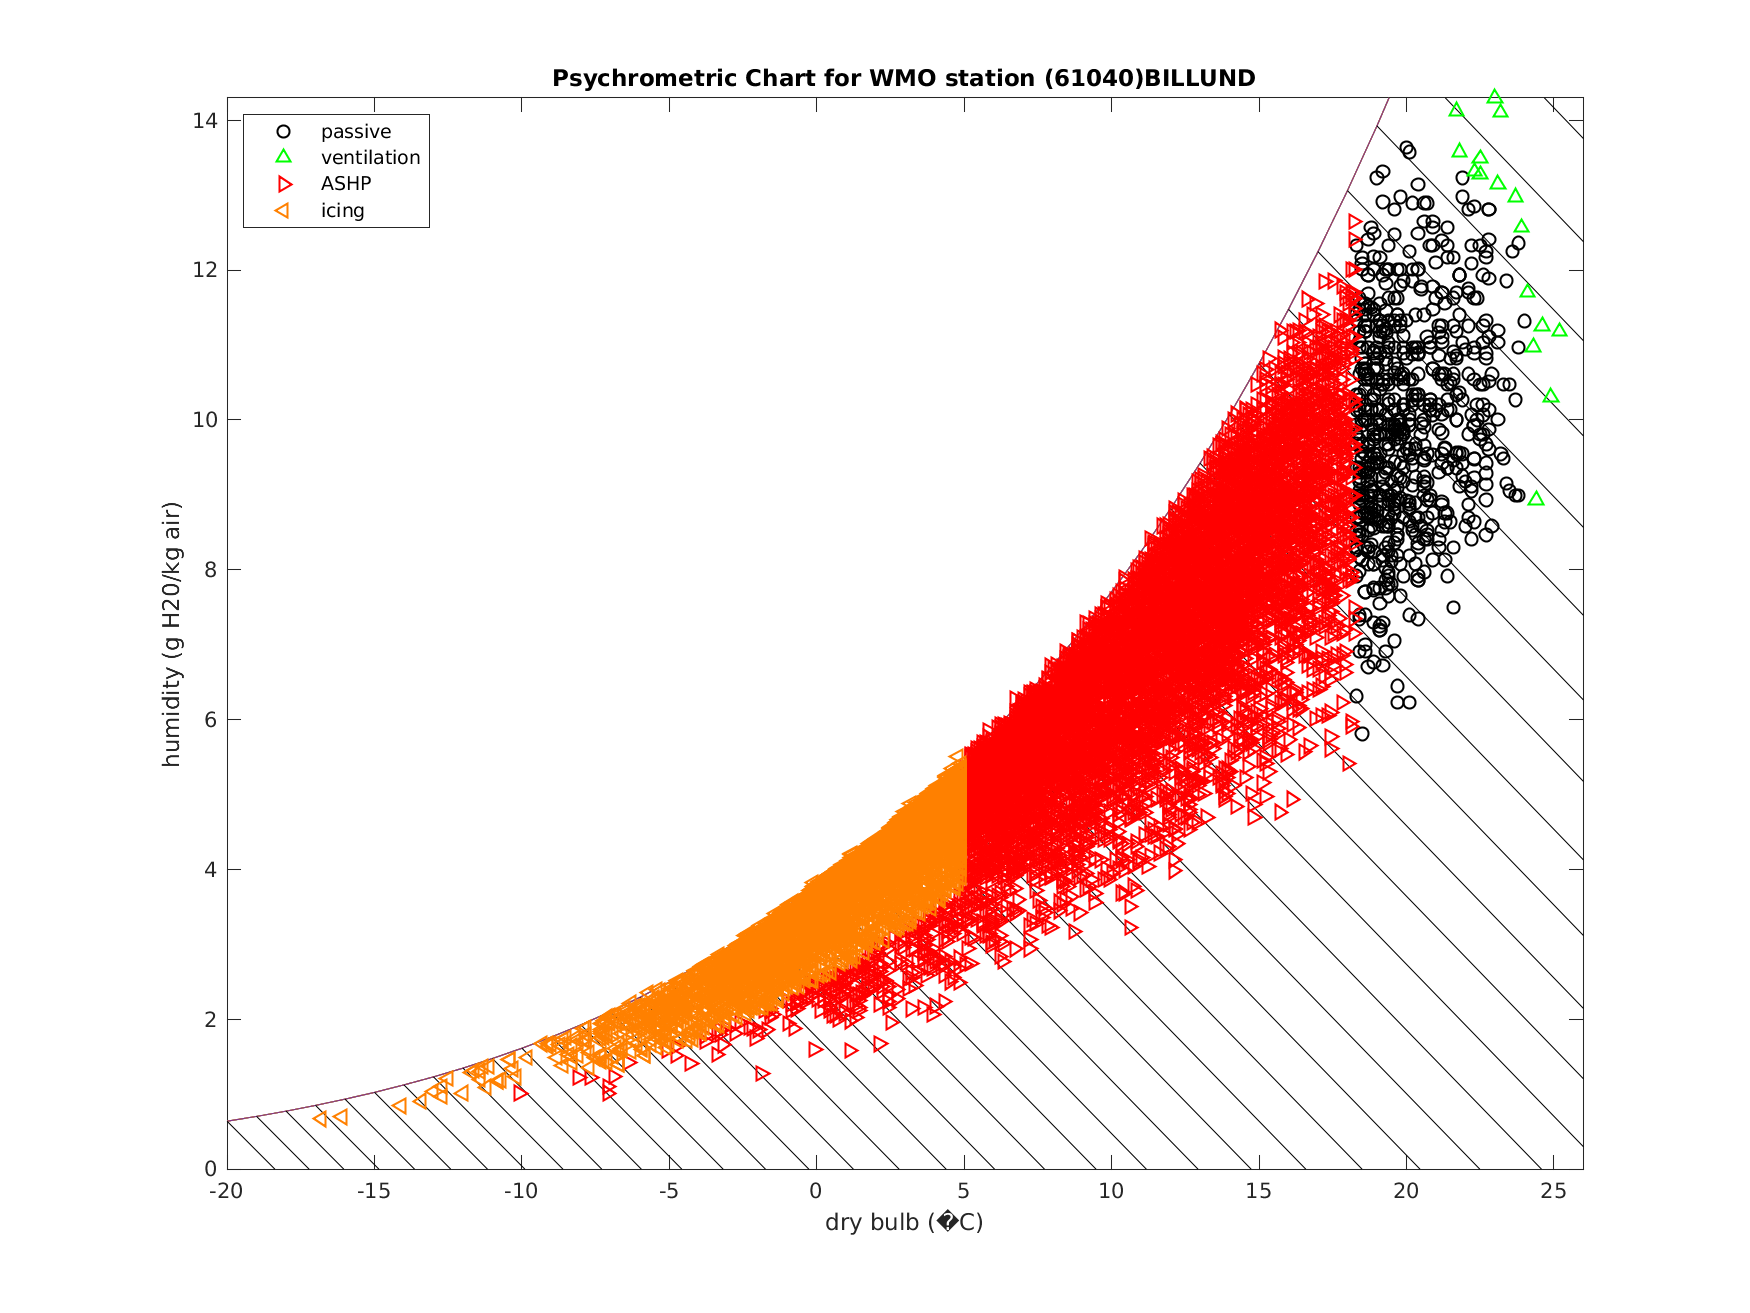 Psychrometric Chart for WMO station (61040)BILLUND
passive
ventilation
ASHP
icing
14
12
10
8
6
4
2
0
humidity (g H20/kg air)
-20 -15 -10 -5 0 5 10 15 20 25
dry bulb (�C)